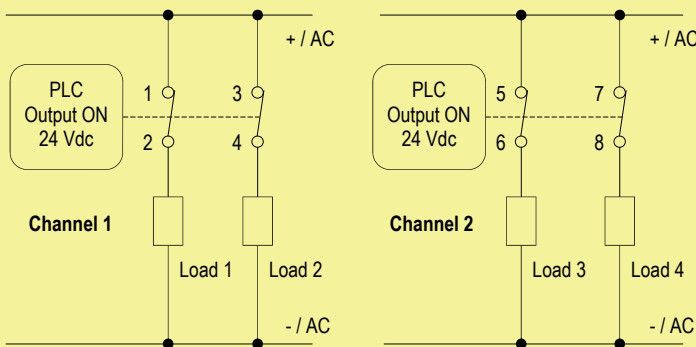 + / AC
PLC
Output ON
24 Vdc
1
3
2
4
Channel 1
Load 1
Load 2
- / AC
+ / AC
PLC
Output ON
24 Vdc
5
7
6
8
Channel 2
Load 3
Load 4
- / AC